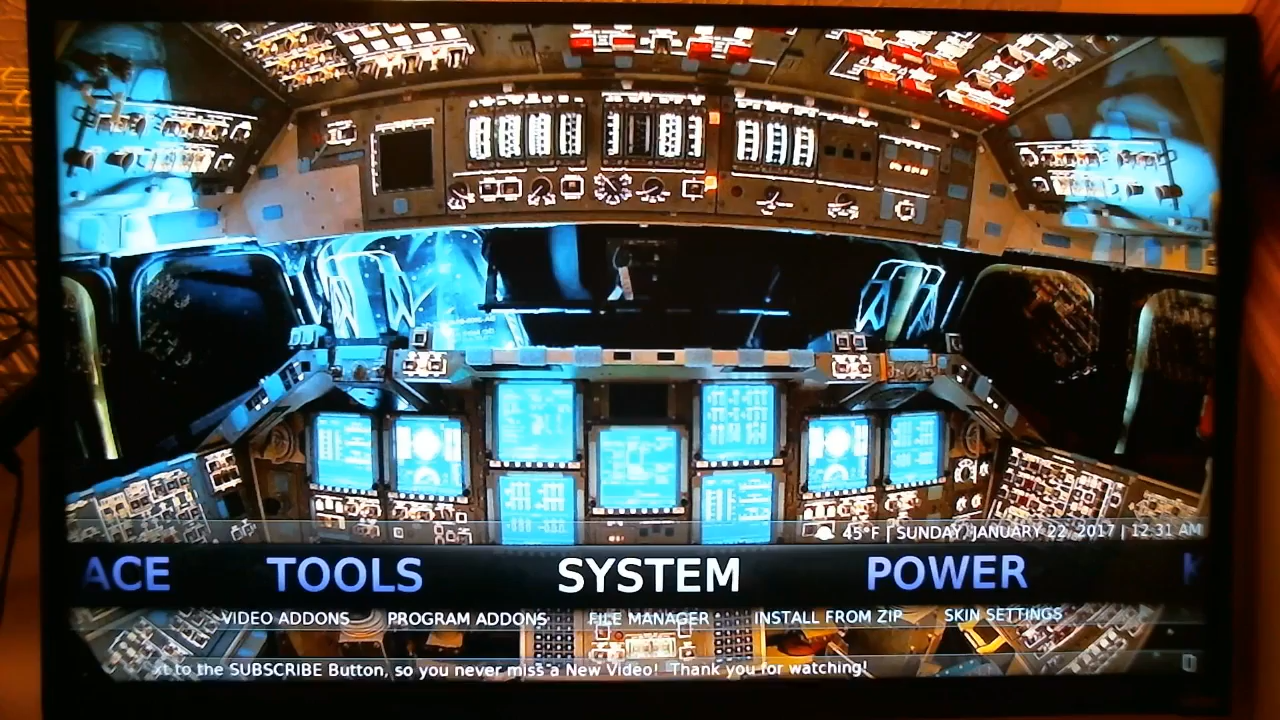 45°F | SUNDAY, JANUARY 22, 2017 | 12:31 AM
ACE TOOLS SYSTEM POWER K
VIDEO ADDONS PROGRAM ADDONS FILE MANAGER INSTALL FROM ZIP SKIN SETTINGS
xt to the SUBSCRIBE Button, so you never miss a New Video! Thank you for watching!